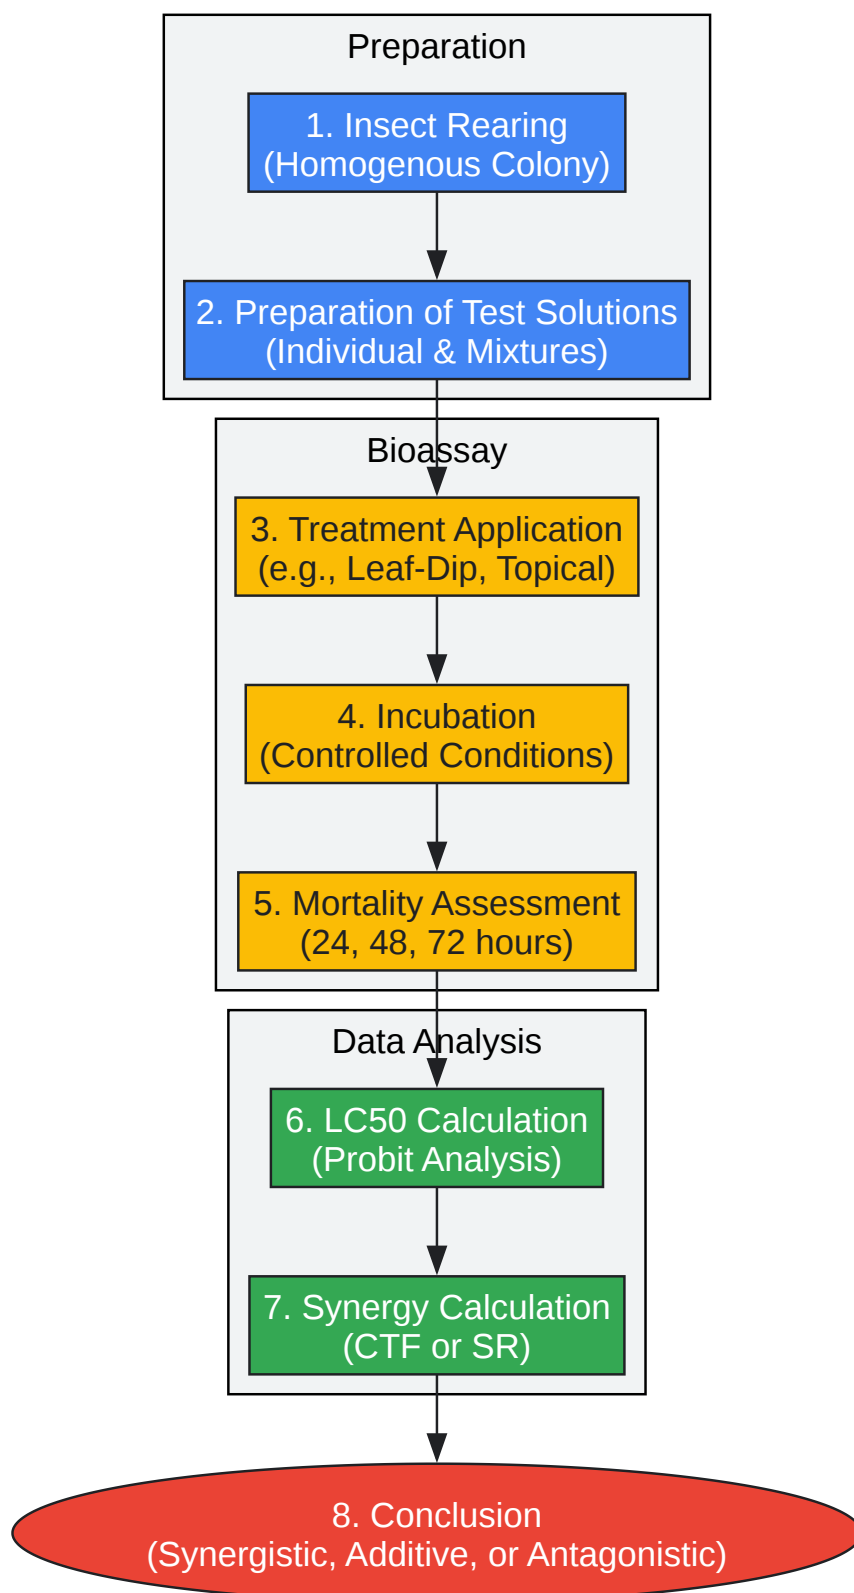 Preparation
1. Insect Rearing
(Homogenous Colony)
2. Preparation of Test Solutions
(Individual & Mixtures)
Bioassay
3. Treatment Application
(e.g., Leaf-Dip, Topical)
4. Incubation
(Controlled Conditions)
5. Mortality Assessment
(24, 48, 72 hours)
Data Analysis
6. LC50 Calculation
(Probit Analysis)
7. Synergy Calculation
(CTF or SR)
8. Conclusion
(Synergistic, Additive, or Antagonistic)